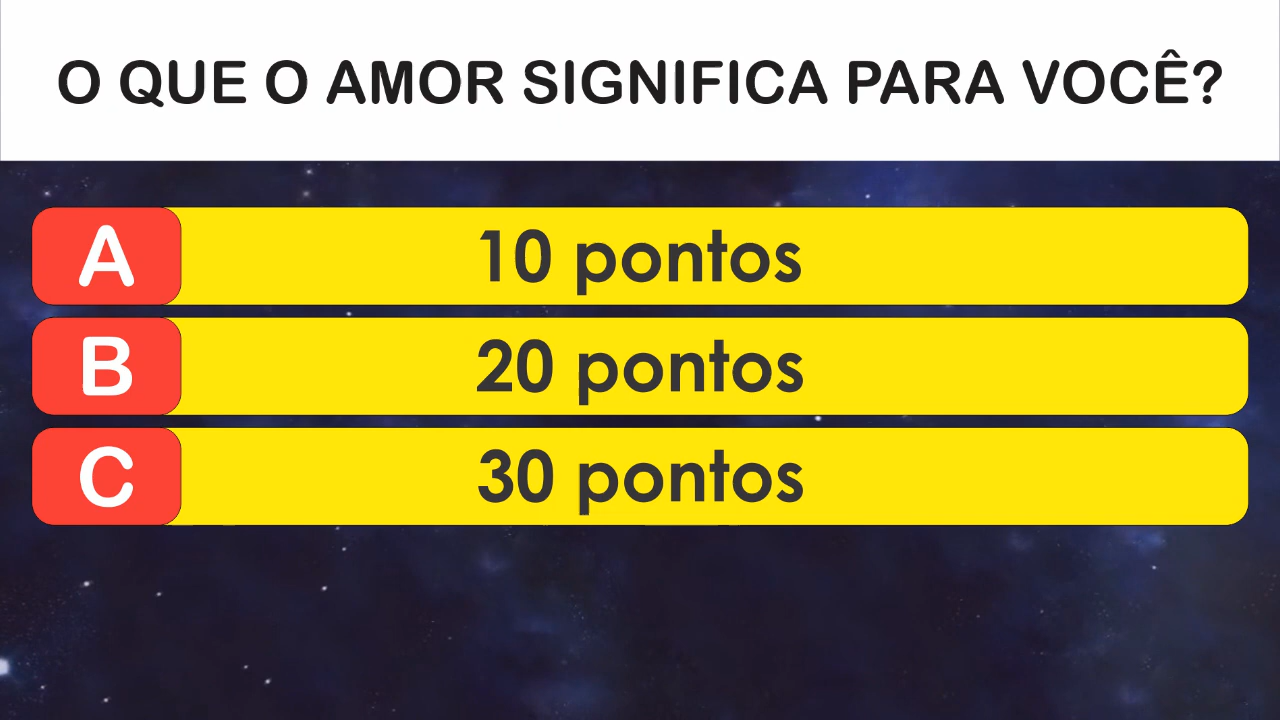 O QUE O AMOR SIGNIFICA PARA VOCÊ?
A 10 pontos
B 20 pontos
C 30 pontos